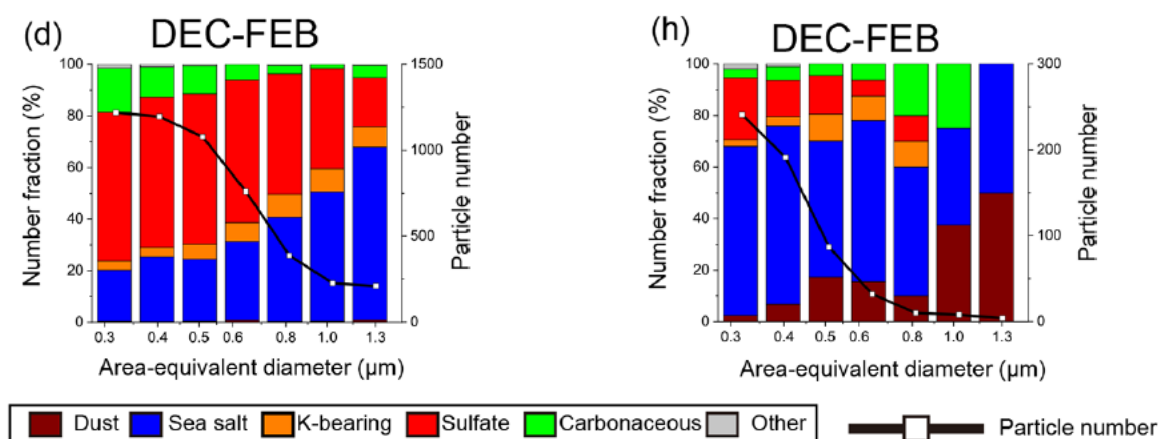 (d) DEC-FEB
Number fraction (%)
100
80
60
40
20
0
1500
1000
500
0
Particle number
0.3 0.4 0.5 0.6 0.8 1.0 1.3
Area-equivalent diameter (μm)
(h) DEC-FEB
Number fraction (%)
100
80
60
40
20
0
300
200
100
0
Particle number
0.3 0.4 0.5 0.6 0.8 1.0 1.3
Area-equivalent diameter (μm)
Dust Sea salt K-bearing Sulfate Carbonaceous Other Particle number